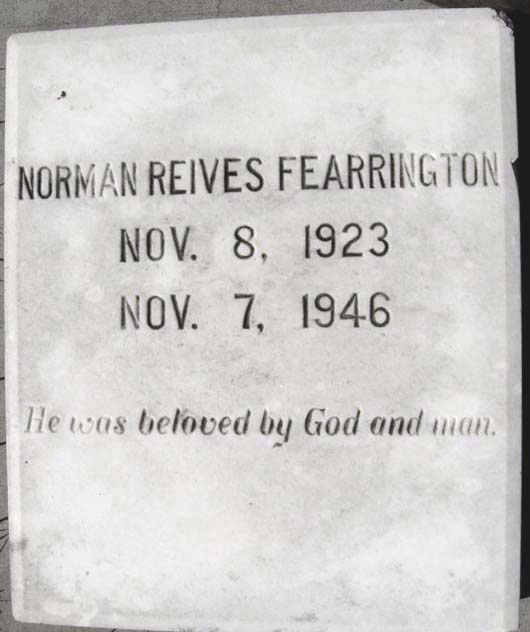 NORMAN REIVES FEARRINGTON
NOV. 8, 1923
NOV. 7, 1946
He was beloved by God and man.